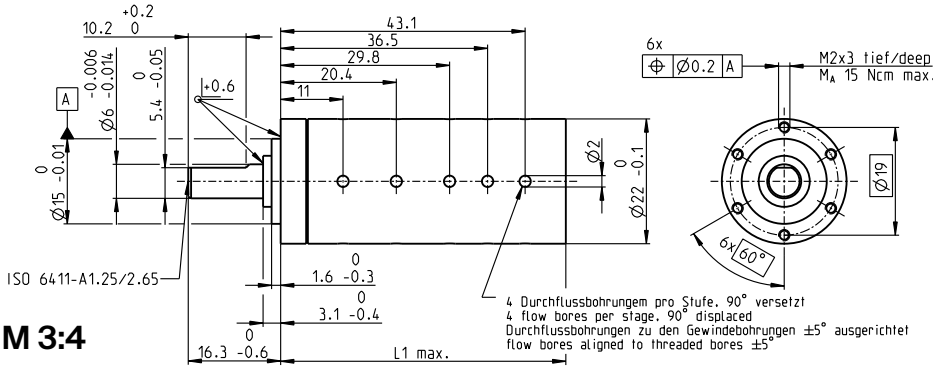 43.1
36.5
29.8
20.4
11
+0.2
10.2 0
+0.6
A
-0.006
Ø6 -0.014
0
5.4 -0.05
0
Ø15 -0.01
Ø2
0
Ø22 -0.1
6x
⌖ Ø0.2 A
M2x3 tief/deep
MA 15 Ncm max.
Ø19
6x 60°
ISO 6411-A1.25/2.65
0
1.6 -0.3
0
3.1 -0.4
0
16.3 -0.6
L1 max.
4 Durchflussbohrungem pro Stufe, 90° versetzt
4 flow bores per stage, 90° displaced
Durchflussbohrungen zu den Gewindebohrungen ±5° ausgerichtet
flow bores aligned to threaded bores ±5°
M 3:4